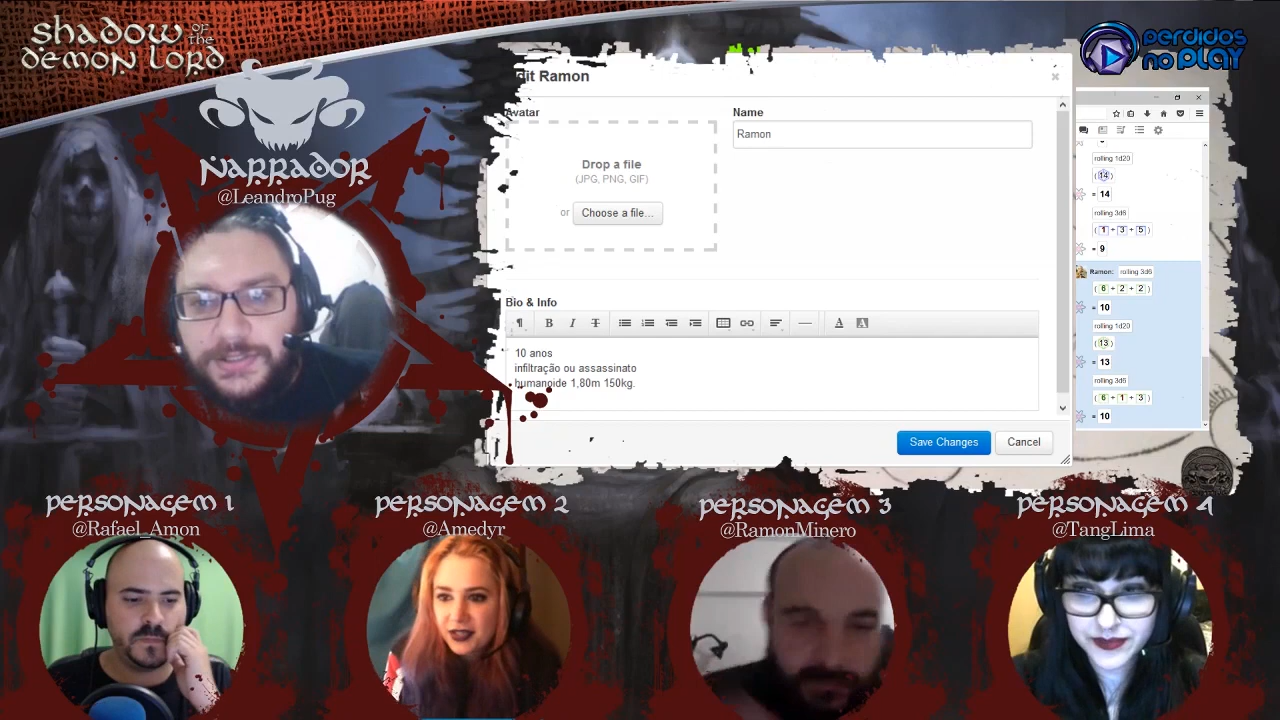 Shadow
of the
Demon Lord
perdidos
no PLAY
Narrador
@LeandroPug
dit Ramon
×
Avatar
Name
Ramon
Drop a file
(JPG, PNG, GIF)
or Choose a file...
Bio & Info
B I T
A A
10 anos
infiltração ou assassinato
humanoide 1,80m 150kg.
Save Changes Cancel
rolling 1d20
(14)
= 14
rolling 3d6
(1+3+5)
= 9
Ramon: rolling 3d6
(6+2+2)
= 10
rolling 1d20
(13)
= 13
rolling 3d6
(6+1+3)
= 10
Personagem 1
@Rafael_Amon
Personagem 2
@Amedyr
Personagem 3
@RamonMinero
Personagem 4
@TangLima